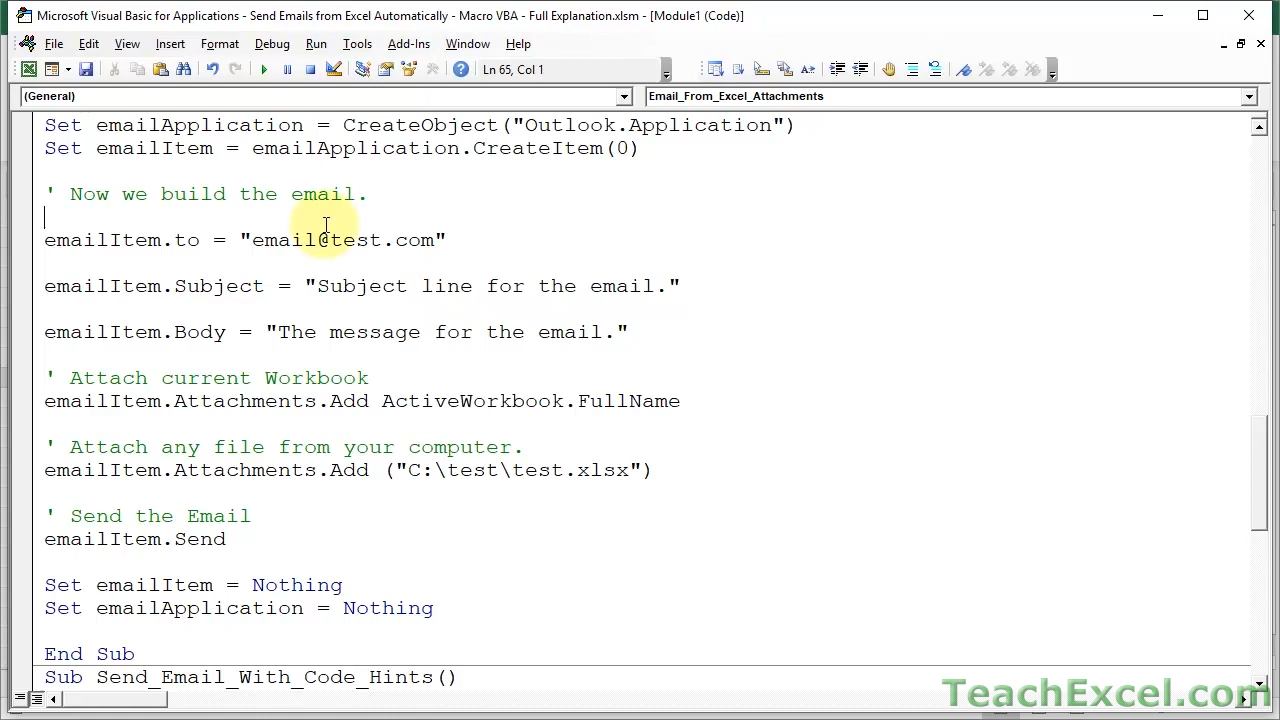 Microsoft Visual Basic for Applications - Send Emails from Excel Automatically - Macro VBA - Full Explanation.xlsm - [Module1 (Code)]
File Edit View Insert Format Debug Run Tools Add-Ins Window Help
Ln 65, Col 1
(General) Email_From_Excel_Attachments
Set emailApplication = CreateObject("Outlook.Application")
Set emailItem = emailApplication.CreateItem(0)
' Now we build the email.
emailItem.to = "email@test.com"
emailItem.Subject = "Subject line for the email."
emailItem.Body = "The message for the email."
' Attach current Workbook
emailItem.Attachments.Add ActiveWorkbook.FullName
' Attach any file from your computer.
emailItem.Attachments.Add ("C:\test\test.xlsx")
' Send the Email
emailItem.Send
Set emailItem = Nothing
Set emailApplication = Nothing
End Sub
Sub Send_Email_With_Code_Hints()
TeachExcel.com